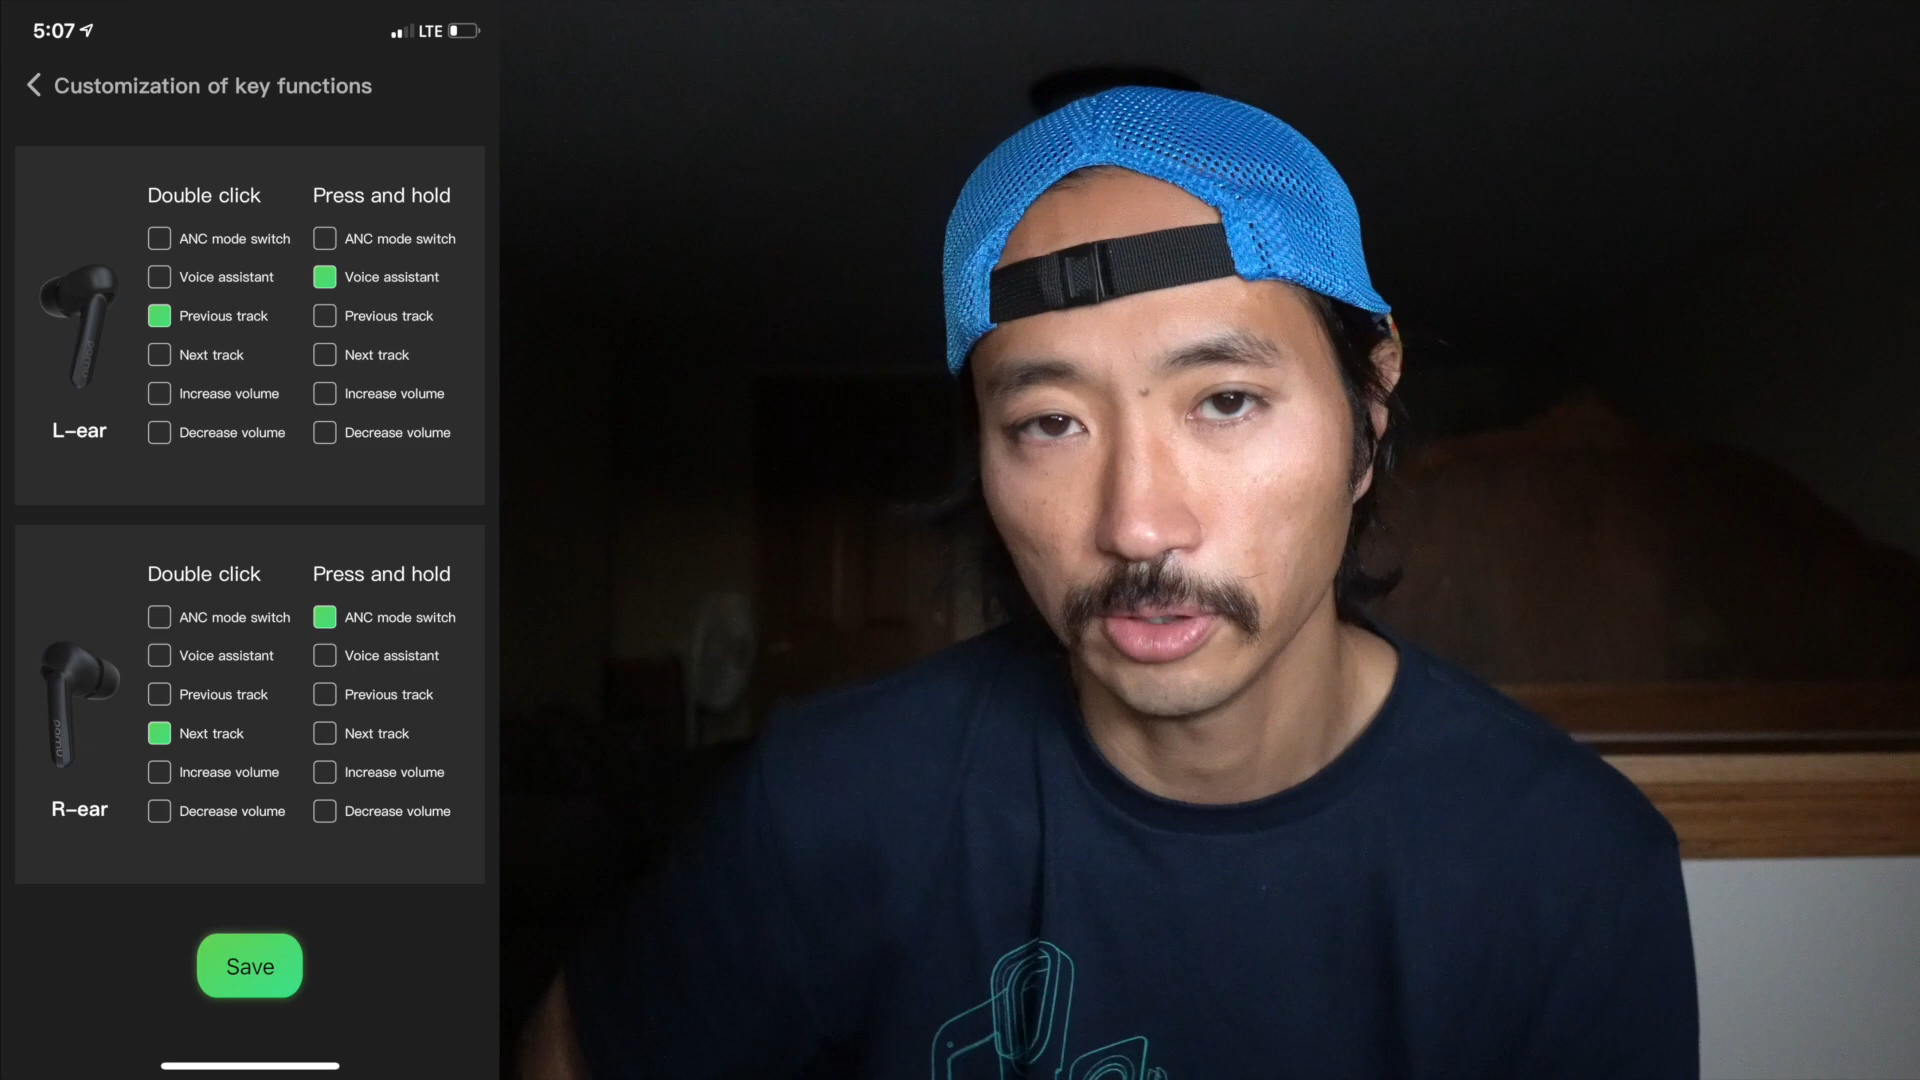 5:07 LTE
Customization of key functions
Double click Press and hold
ANC mode switch ANC mode switch
Voice assistant Voice assistant
Previous track Previous track
Next track Next track
Increase volume Increase volume
Decrease volume Decrease volume
pamu
L-ear
Double click Press and hold
ANC mode switch ANC mode switch
Voice assistant Voice assistant
Previous track Previous track
Next track Next track
Increase volume Increase volume
Decrease volume Decrease volume
pamu
R-ear
Save